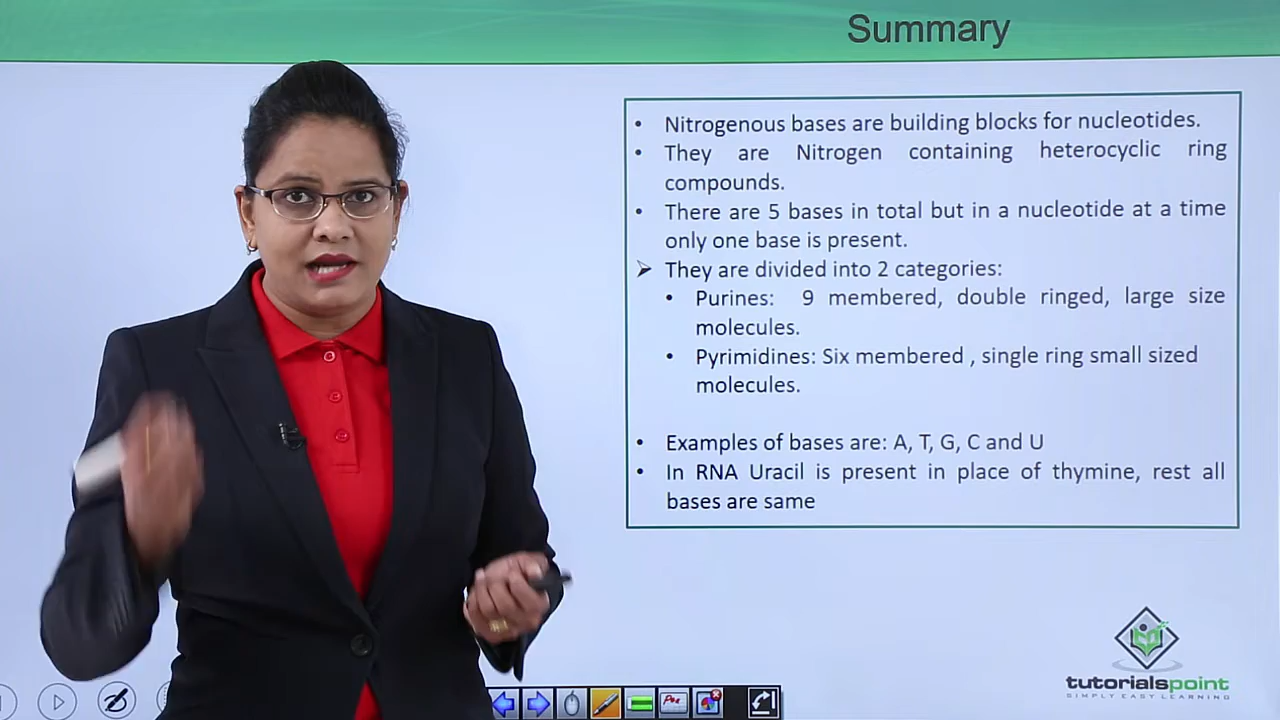 Summary
• Nitrogenous bases are building blocks for nucleotides.
• They are Nitrogen containing heterocyclic ring
compounds.
• There are 5 bases in total but in a nucleotide at a time
only one base is present.
➢ They are divided into 2 categories:
• Purines: 9 membered, double ringed, large size
molecules.
• Pyrimidines: Six membered , single ring small sized
molecules.
• Examples of bases are: A, T, G, C and U
• In RNA Uracil is present in place of thymine, rest all
bases are same
tutorialspoint
SIMPLY EASY LEARNING